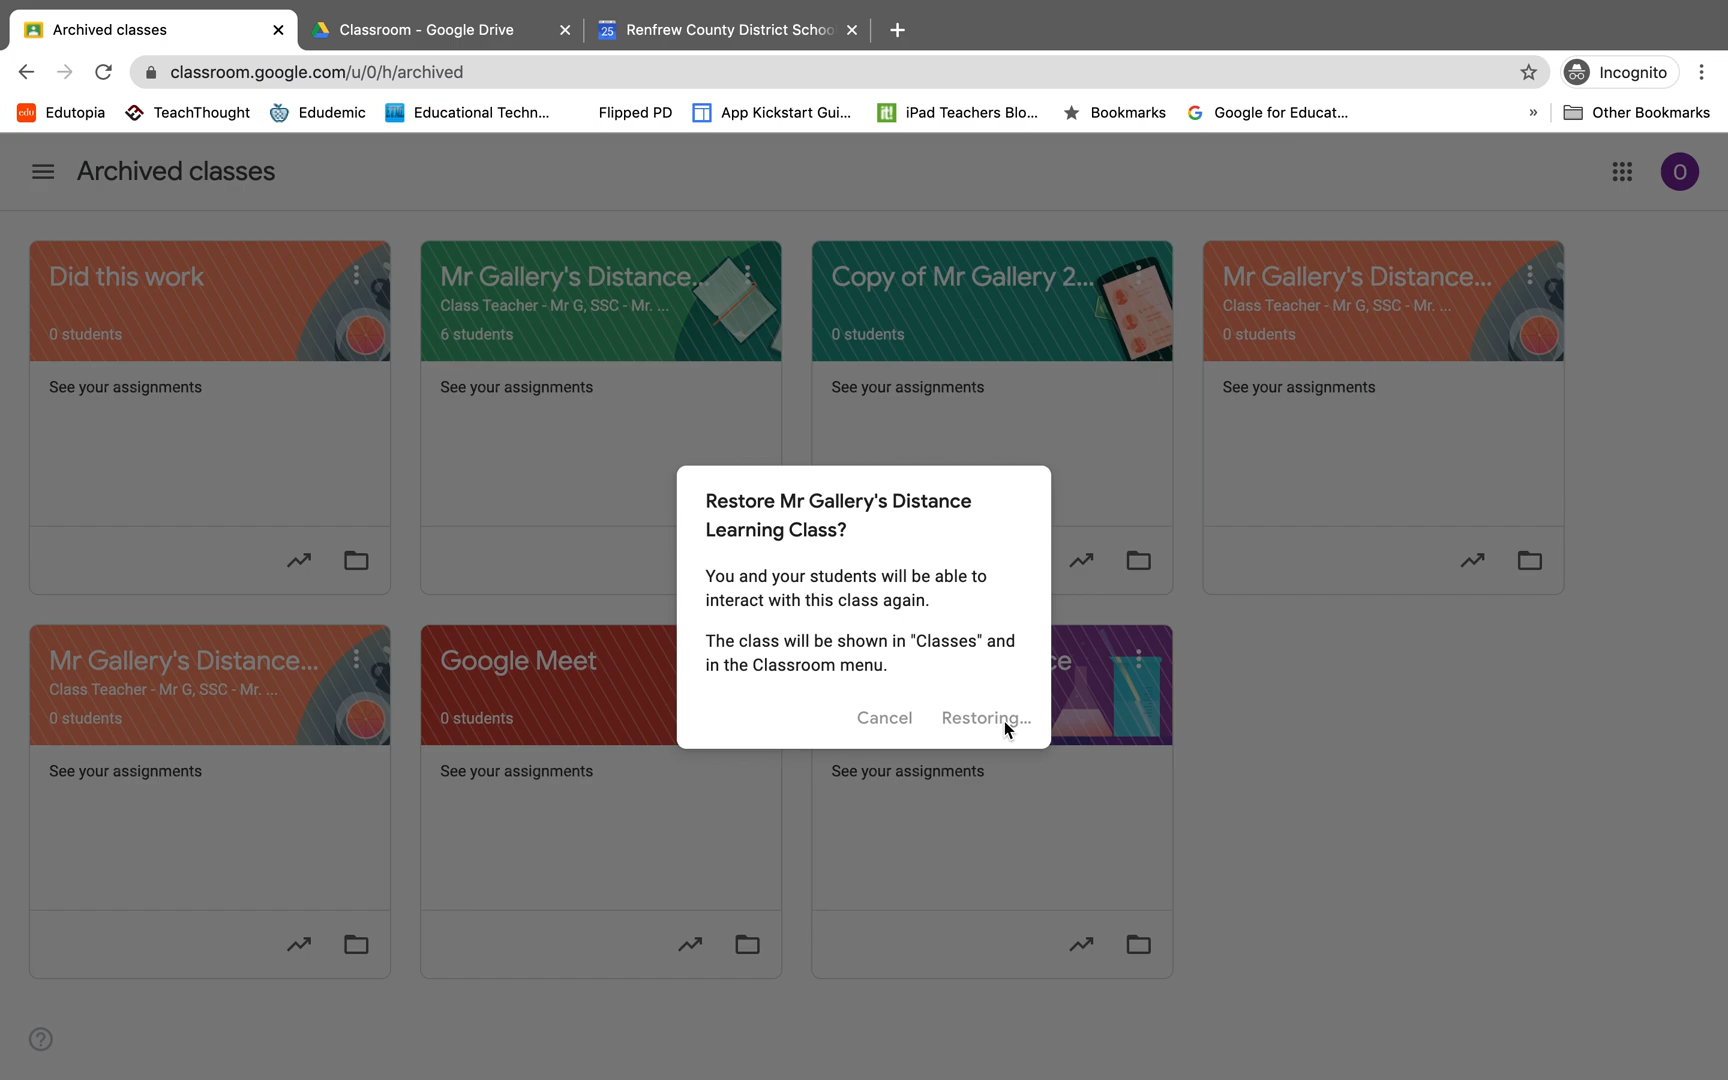 Archived classes
Classroom - Google Drive
25
Renfrew County District Schoo
classroom.google.com/u/0/h/archived
Incognito
edu
Edutopia
TeachThought
Edudemic
Educational Techn...
Flipped PD
App Kickstart Gui...
it!
iPad Teachers Blo...
Bookmarks
Google for Educat...
»
Other Bookmarks
Archived classes
O
Did this work
0 students
See your assignments
Mr Gallery's Distance...
Class Teacher - Mr G, SSC - Mr. ...
6 students
See your assignments
Copy of Mr Gallery 2...
0 students
See your assignments
Mr Gallery's Distance...
Class Teacher - Mr G, SSC - Mr. ...
0 students
See your assignments
Restore Mr Gallery's Distance
Learning Class?
You and your students will be able to
interact with this class again.
The class will be shown in "Classes" and
in the Classroom menu.
Cancel
Restoring...
Mr Gallery's Distance...
Class Teacher - Mr G, SSC - Mr. ...
0 students
See your assignments
Google Meet
0 students
See your assignments
ce
See your assignments
?